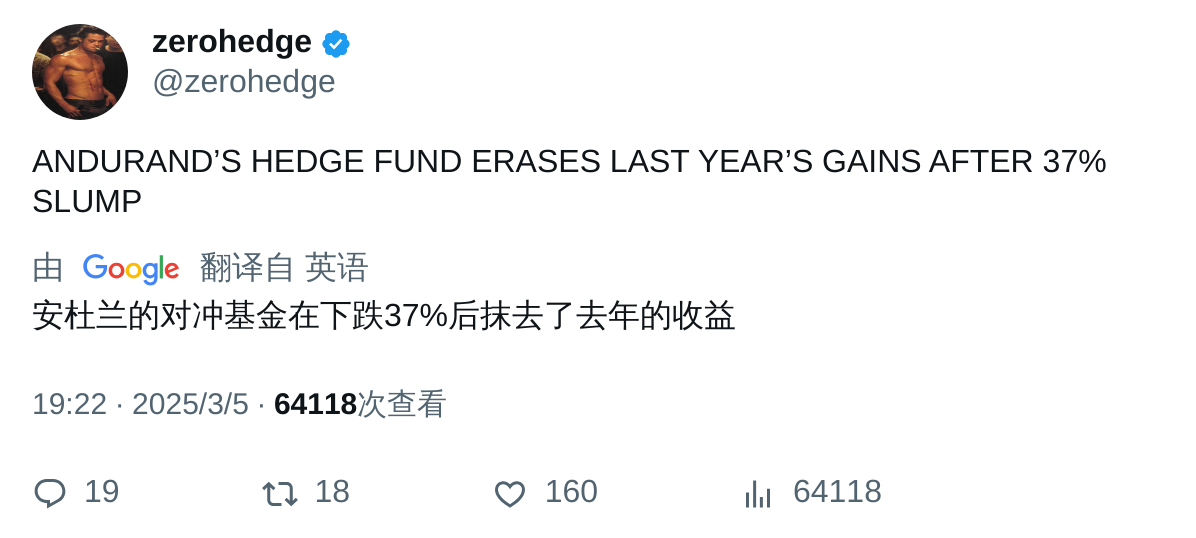 zerohedge
@zerohedge
ANDURAND’S HEDGE FUND ERASES LAST YEAR’S GAINS AFTER 37%
SLUMP
由 Google 翻译自 英语
安杜兰的对冲基金在下跌37%后抹去了去年的收益
19:22 · 2025/3/5 · 64118次查看
19 18 160 64118